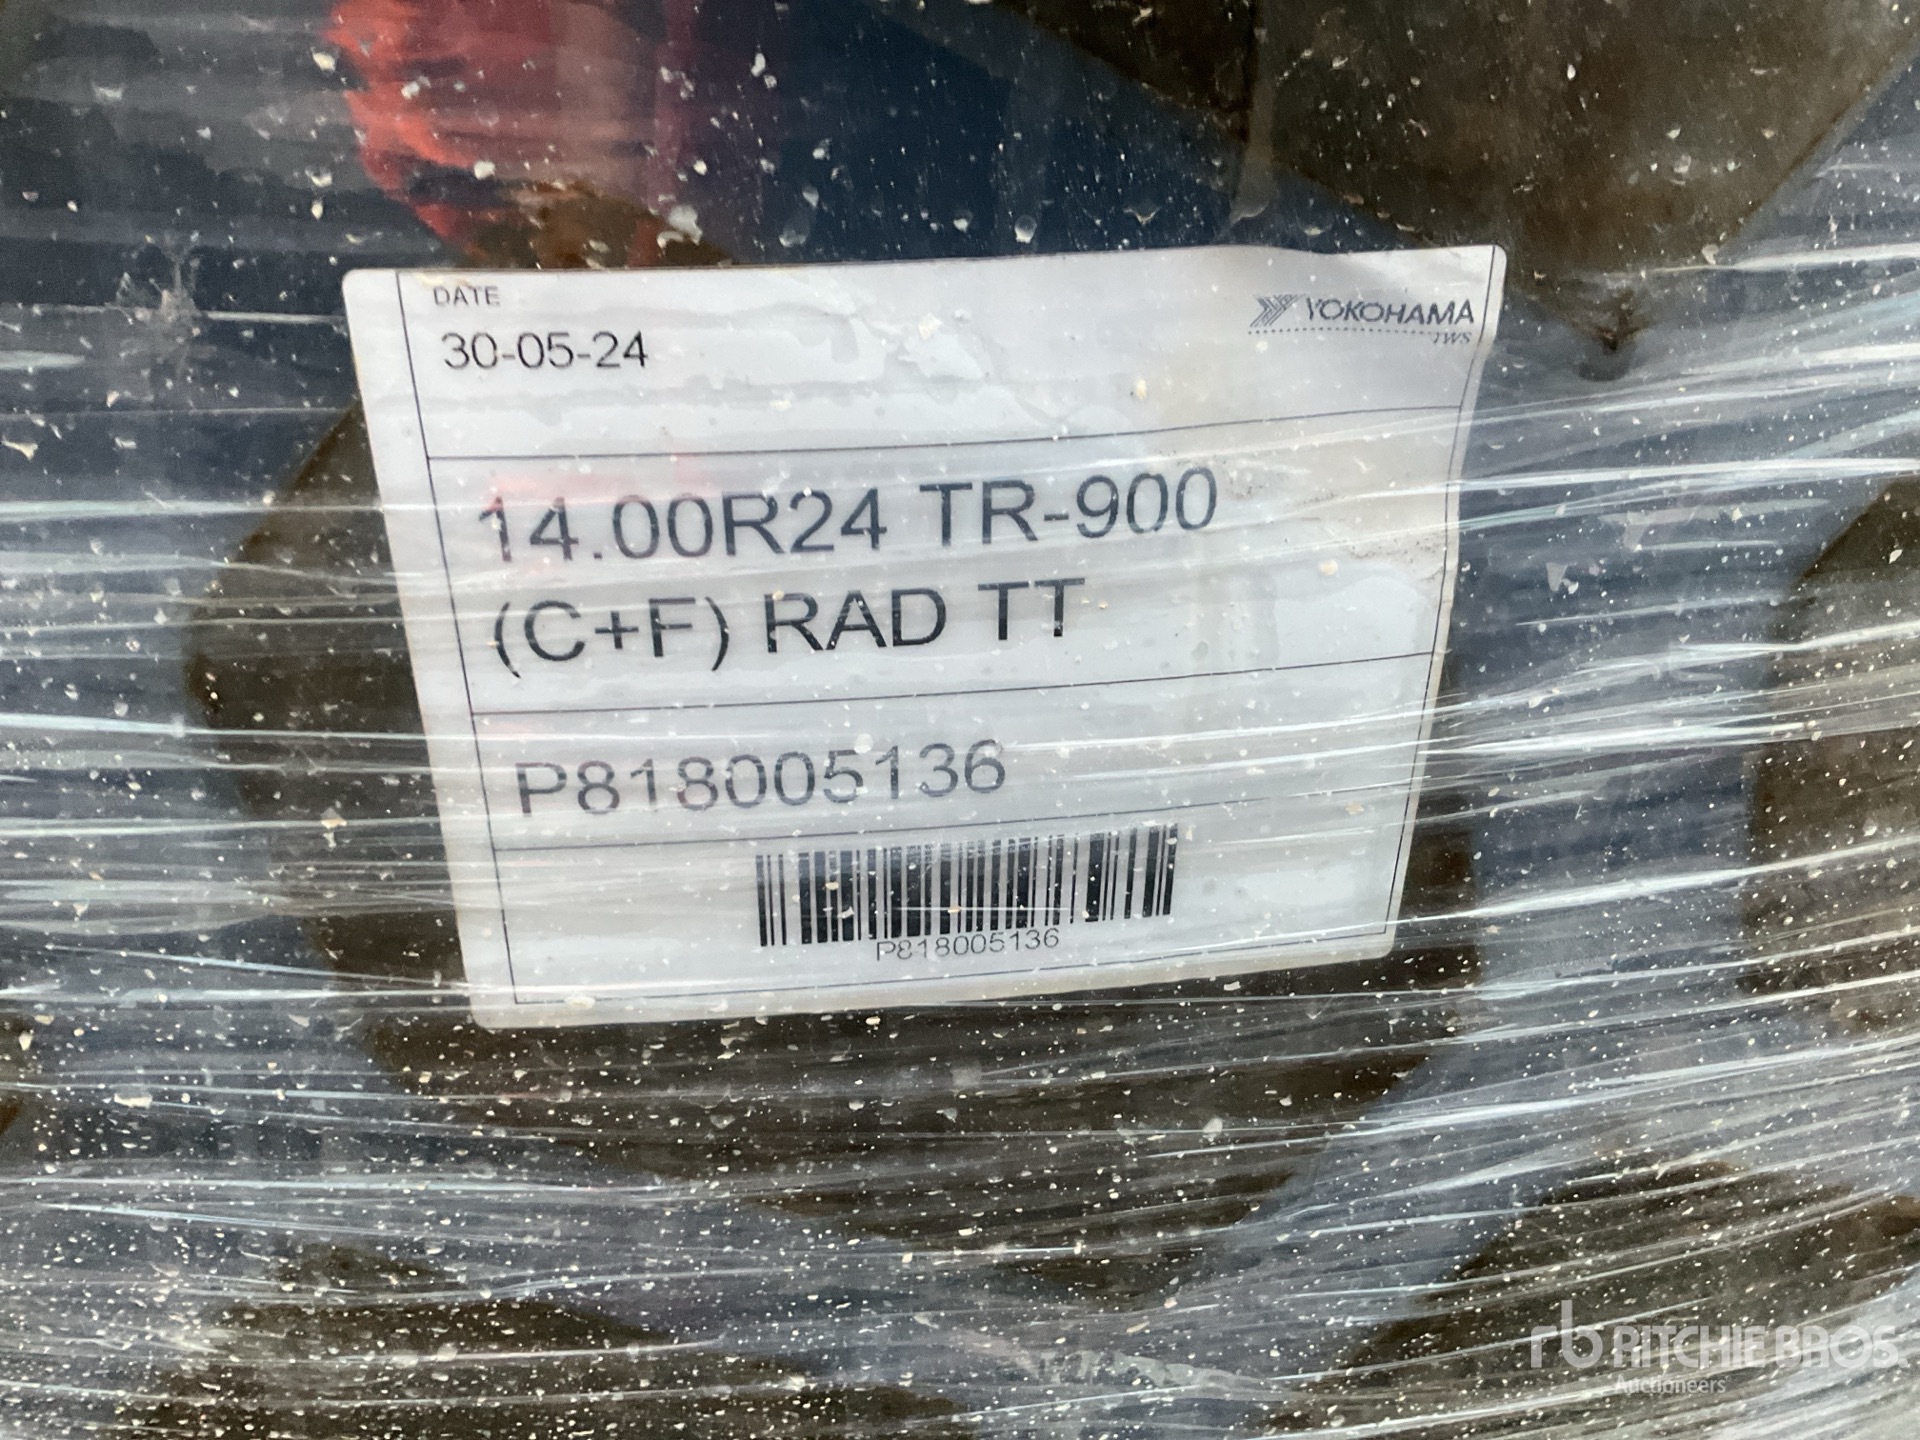 DATE
30-05-24
YOKOHAMA
TWS
14.00R24 TR-900
(C+F) RAD TT
P818005136
P818005136
rb RITCHIE BROS.
Auctioneers